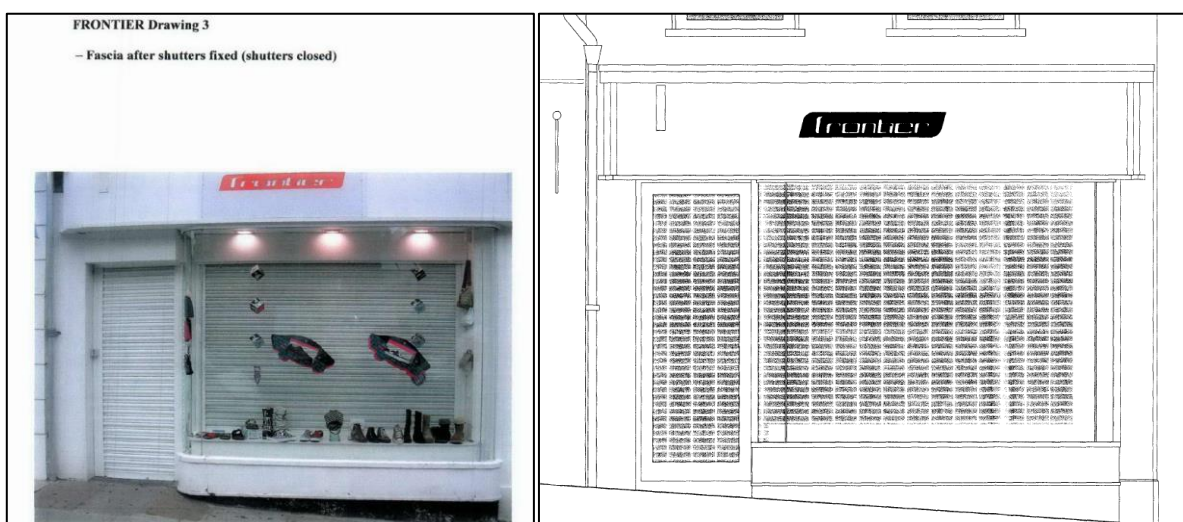 FRONTIER Drawing 3
– Fascia after shutters fixed (shutters closed)
frontier
frontier